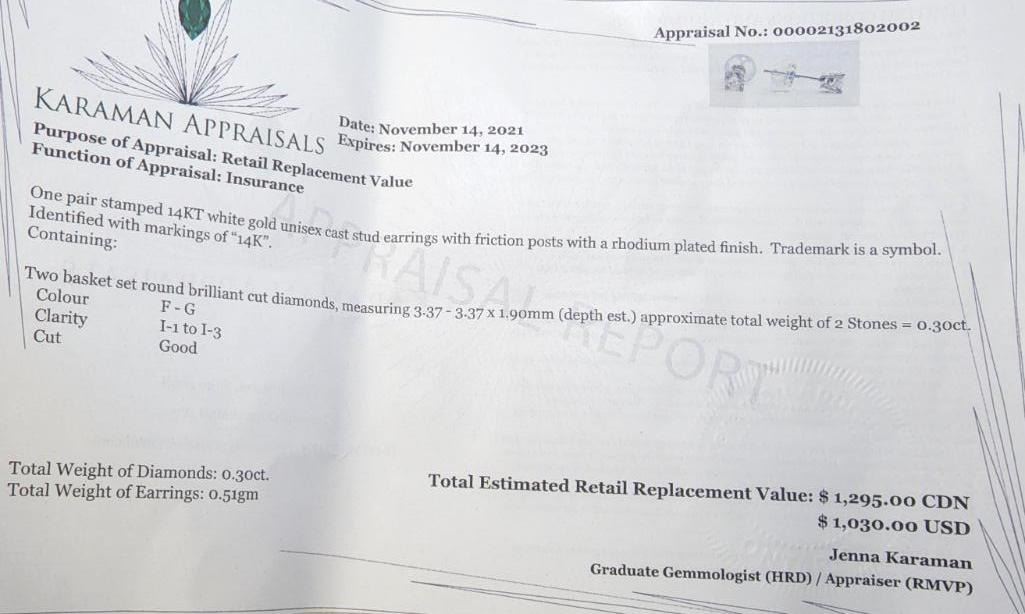 Appraisal No.: 00002131802002
KARAMAN APPRAISALS
Date: November 14, 2021
Expires: November 14, 2023
Purpose of Appraisal: Retail Replacement Value
Function of Appraisal: Insurance
One pair stamped 14KT white gold unisex cast stud earrings with friction posts with a rhodium plated finish. Trademark is a symbol.
Identified with markings of "14K".
Containing:
Two basket set round brilliant cut diamonds, measuring 3.37 - 3.37 x 1.90mm (depth est.) approximate total weight of 2 Stones = 0.30ct.
Colour F - G
Clarity I-1 to I-3
Cut Good
APPRAISAL REPORT
Total Weight of Diamonds: 0.30ct.
Total Weight of Earrings: 0.51gm
Total Estimated Retail Replacement Value: $ 1,295.00 CDN
$ 1,030.00 USD
Jenna Karaman
Graduate Gemmologist (HRD) / Appraiser (RMVP)